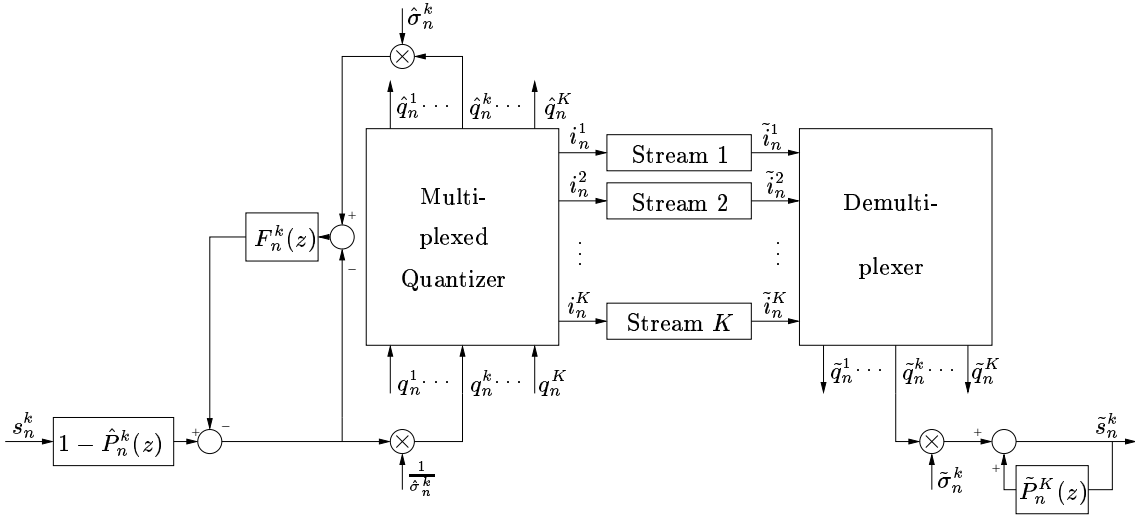 σ̂_n^k
q̂_n^1 ··· q̂_n^k ··· q̂_n^K
i_n^1 Stream 1 ĩ_n^1
i_n^2 Stream 2 ĩ_n^2
Multi-
plexed
Quantizer
Demulti-
plexer
F_n^k(z)
+
−
⋮ ⋮
i_n^K Stream K ĩ_n^K
q_n^1 ··· q_n^k ··· q_n^K
q̃_n^1 ··· q̃_n^k ··· q̃_n^K
s_n^k
1 − P̂_n^k(z)
+
−
1/σ̂_n^k
σ̃_n^k
+
+
s̃_n^k
P̃_n^K(z)